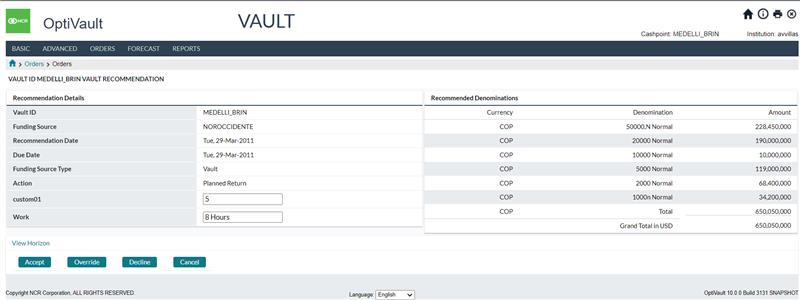 NCR OptiVault VAULT
Cashpoint: MEDELLI_BRIN Institution: avvillas
BASIC ADVANCED ORDERS FORECAST REPORTS
> Orders > Orders
VAULT ID MEDELLI_BRIN VAULT RECOMMENDATION
Recommendation Details
Vault ID MEDELLI_BRIN
Funding Source NOROCCIDENTE
Recommendation Date Tue, 29-Mar-2011
Due Date Tue, 29-Mar-2011
Funding Source Type Vault
Action Planned Return
custom01 5
Work 8 Hours
Recommended Denominations
Currency Denomination Amount
COP 50000,N Normal 228,450,000
COP 20000 Normal 190,000,000
COP 10000 Normal 10,000,000
COP 5000 Normal 119,000,000
COP 2000 Normal 68,400,000
COP 1000n Normal 34,200,000
COP Total 650,050,000
Grand Total in USD 650,050,000
View Horizon
Accept Override Decline Cancel
Copyright NCR Corporation, ALL RIGHTS RESERVED. Language: English OptiVault 10.0.0 Build 3131 SNAPSHOT